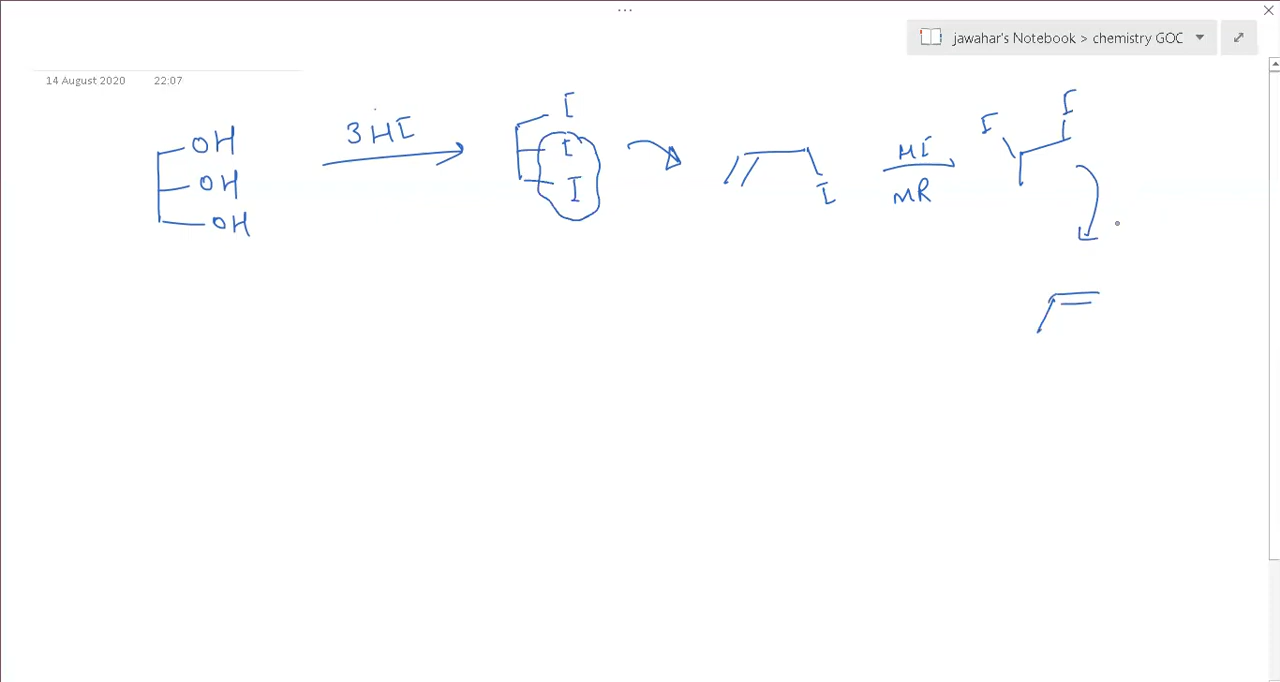 jawahar's Notebook > chemistry GOC
14 August 2020 22:07
OH
OH
OH
3HI
I
I
I
I
HI
MR
I
I